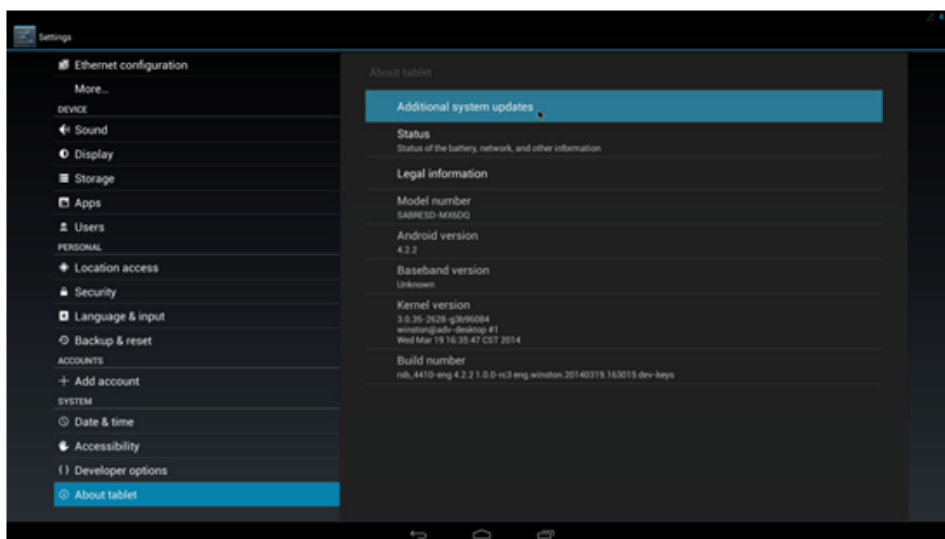 Settings
Ethernet configuration
More...
DEVICE
Sound
Display
Storage
Apps
Users
PERSONAL
Location access
Security
Language & input
Backup & reset
ACCOUNTS
Add account
SYSTEM
Date & time
Accessibility
Developer options
About tablet
About tablet
Additional system updates
Status
Status of the battery, network, and other information
Legal information
Model number
SABRESD-MX6DQ
Android version
4.2.2
Baseband version
Unknown
Kernel version
3.0.35-2628-g3b96084
winston@adv-desktop #1
Wed Mar 19 16:35:47 CST 2014
Build number
rsb_4410-eng 4.2.2 1.0.0-rc3 eng.winston.20140319.163015 dev-keys